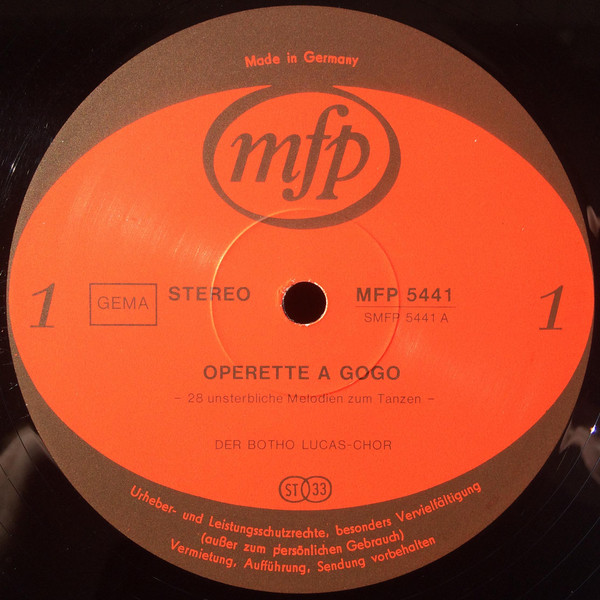 Made in Germany
mfp
1
GEMA
STEREO
MFP 5441
SMFP 5441 A
1
OPERETTE A GOGO
- 28 unsterbliche Melodien zum Tanzen -
DER BOTHO LUCAS-CHOR
ST 33
Urheber- und Leistungsschutzrechte, besonders Vervielfältigung
(außer zum persönlichen Gebrauch)
Vermietung, Aufführung, Sendung vorbehalten